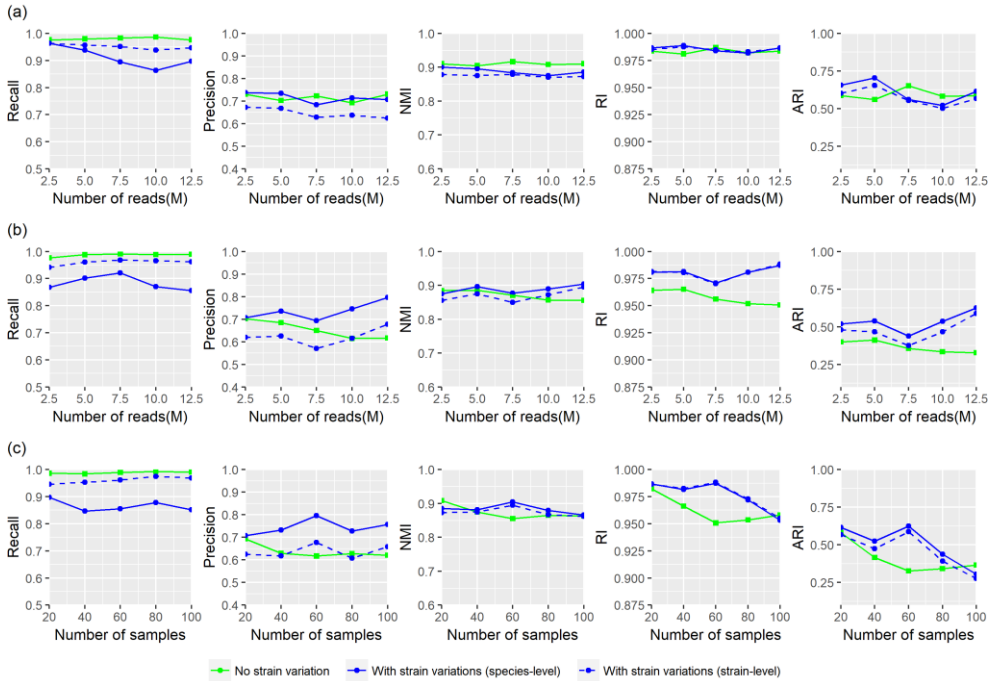 (a)
1.0
0.9
0.8
0.7
0.6
0.5
Recall
2.5 5.0 7.5 10.0 12.5
Number of reads(M)
1.0
0.9
0.8
0.7
0.6
0.5
0.4
Precision
2.5 5.0 7.5 10.0 12.5
Number of reads(M)
1.0
0.9
0.8
0.7
0.6
NMI
2.5 5.0 7.5 10.0 12.5
Number of reads(M)
1.000
0.975
0.950
0.925
0.900
0.875
RI
2.5 5.0 7.5 10.0 12.5
Number of reads(M)
1.00
0.75
0.50
0.25
ARI
2.5 5.0 7.5 10.0 12.5
Number of reads(M)
(b)
1.0
0.9
0.8
0.7
0.6
0.5
Recall
2.5 5.0 7.5 10.0 12.5
Number of reads(M)
1.0
0.9
0.8
0.7
0.6
0.5
0.4
Precision
2.5 5.0 7.5 10.0 12.5
Number of reads(M)
1.0
0.9
0.8
0.7
0.6
NMI
2.5 5.0 7.5 10.0 12.5
Number of reads(M)
1.000
0.975
0.950
0.925
0.900
0.875
RI
2.5 5.0 7.5 10.0 12.5
Number of reads(M)
1.00
0.75
0.50
0.25
ARI
2.5 5.0 7.5 10.0 12.5
Number of reads(M)
(c)
1.0
0.9
0.8
0.7
0.6
0.5
Recall
20 40 60 80 100
Number of samples
1.0
0.9
0.8
0.7
0.6
0.5
0.4
Precision
20 40 60 80 100
Number of samples
1.0
0.9
0.8
0.7
0.6
NMI
20 40 60 80 100
Number of samples
1.000
0.975
0.950
0.925
0.900
0.875
RI
20 40 60 80 100
Number of samples
1.00
0.75
0.50
0.25
ARI
20 40 60 80 100
Number of samples
No strain variation With strain variations (species-level) With strain variations (strain-level)